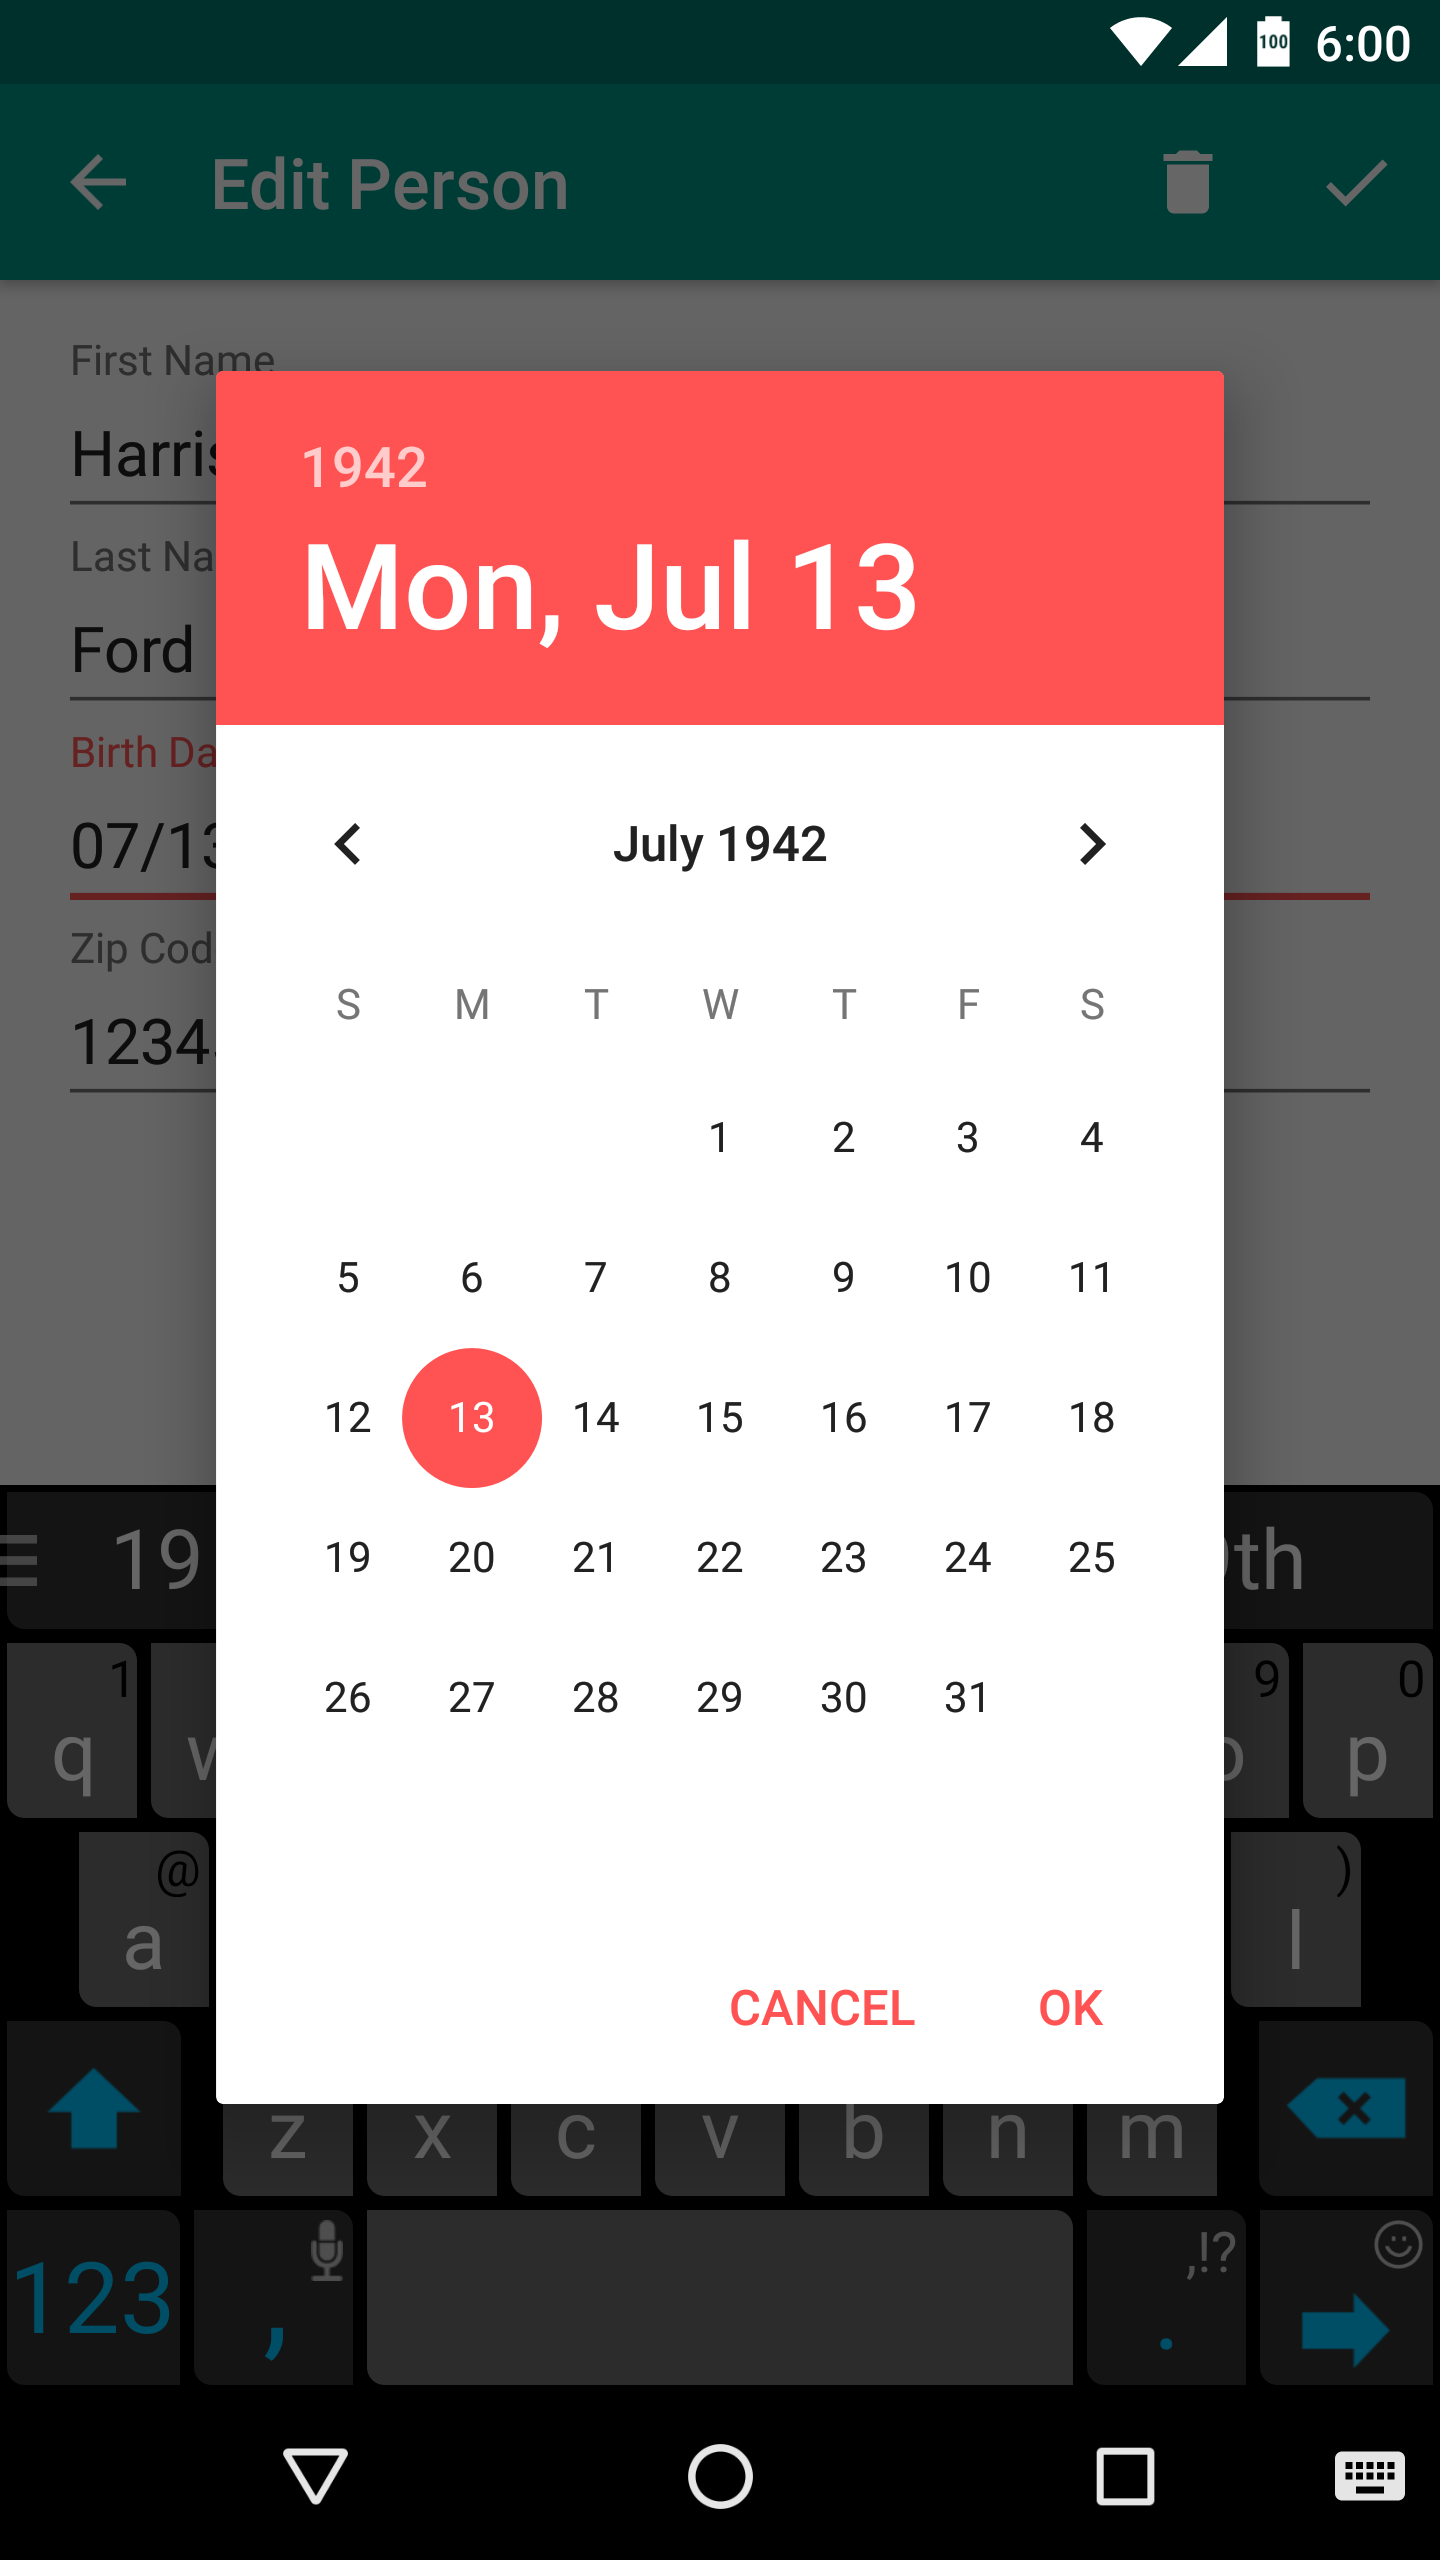 100 6:00
Edit Person
First Name
Harris
1942
Mon, Jul 13
Last Na
Ford
Birth Da
07/13
July 1942
Zip Cod
1234
S M T W T F S
1 2 3 4
5 6 7 8 9 10 11
12 13 14 15 16 17 18
19 20 21 22 23 24 25
26 27 28 29 30 31
CANCEL OK
19 th
1 9 0
q p
@ )
a l
z x c v b n m
123 , ,!? .